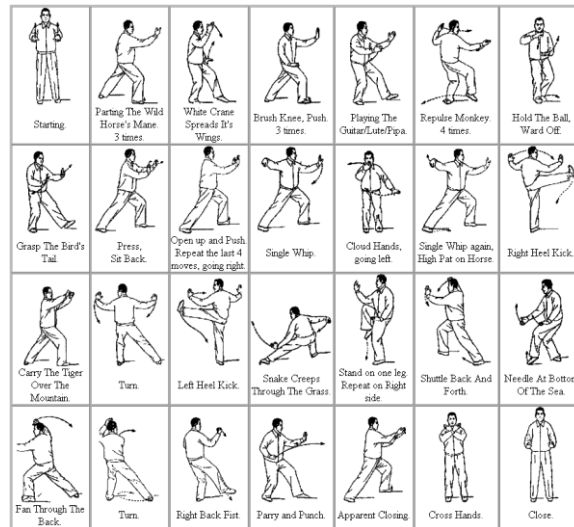 Starting.
Parting The Wild
Horse's Mane.
3 times.
White Crane
Spreads It's
Wings.
Brush Knee, Push.
3 times.
Playing The
Guitar/Lute/Pipa.
Repulse Monkey.
4 times.
Hold The Ball,
Ward Off.
Grasp The Bird's
Tail.
Press,
Sit Back.
Open up and Push.
Repeat the last 4
moves, going right.
Single Whip.
Cloud Hands,
going left.
Single Whip again,
High Pat on Horse.
Right Heel Kick.
Carry The Tiger
Over The
Mountain.
Turn.
Left Heel Kick.
Snake Creeps
Through The Grass.
Stand on one leg.
Repeat on Right
side.
Shuttle Back And
Forth.
Needle At Botton
Of The Sea.
Fan Through The
Back.
Turn.
Right Back Fist.
Parry and Punch.
Apparent Closing.
Cross Hands.
Close.